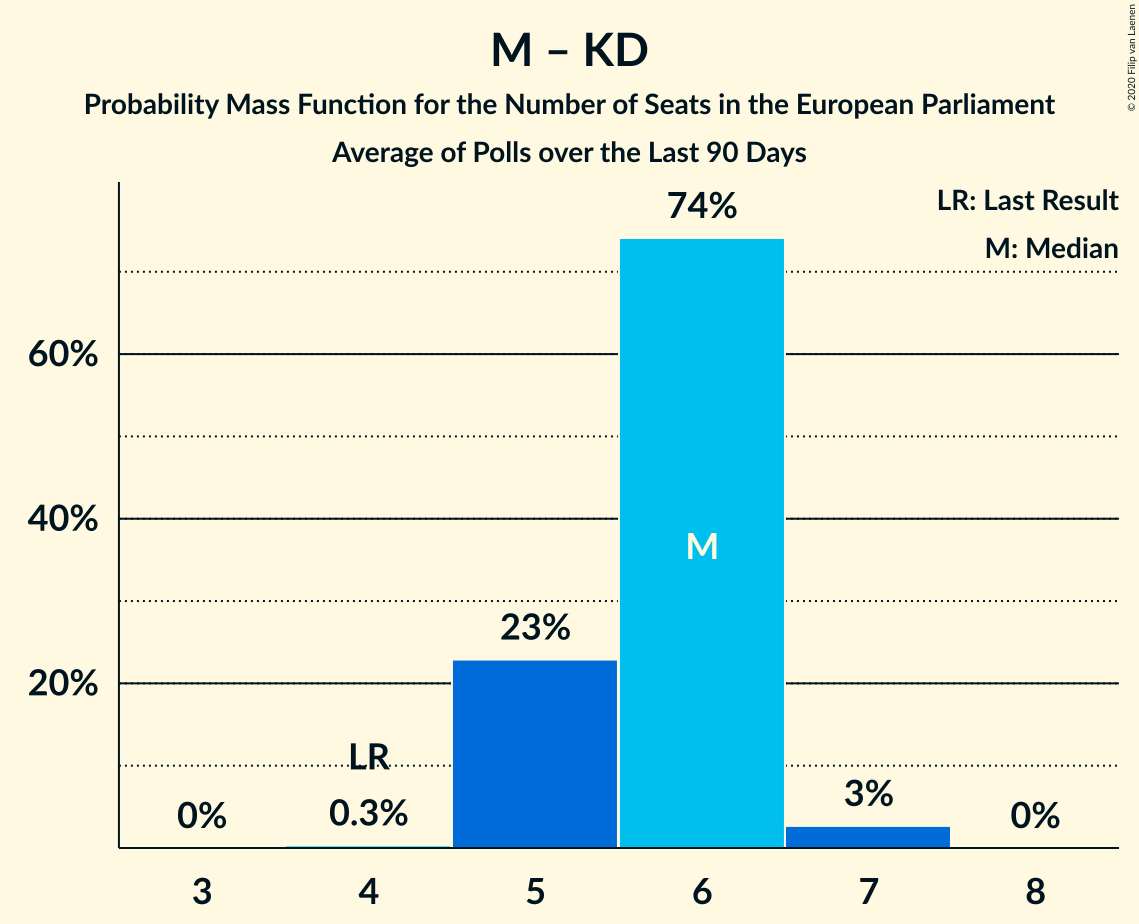 M – KD
Probability Mass Function for the Number of Seats in the European Parliament
Average of Polls over the Last 90 Days
© 2020 Filip van Laenen
LR: Last Result
M: Median
74%
60%
40%
M
23%
20%
LR
0%
0.3%
3%
0%
3
4
5
6
7
8